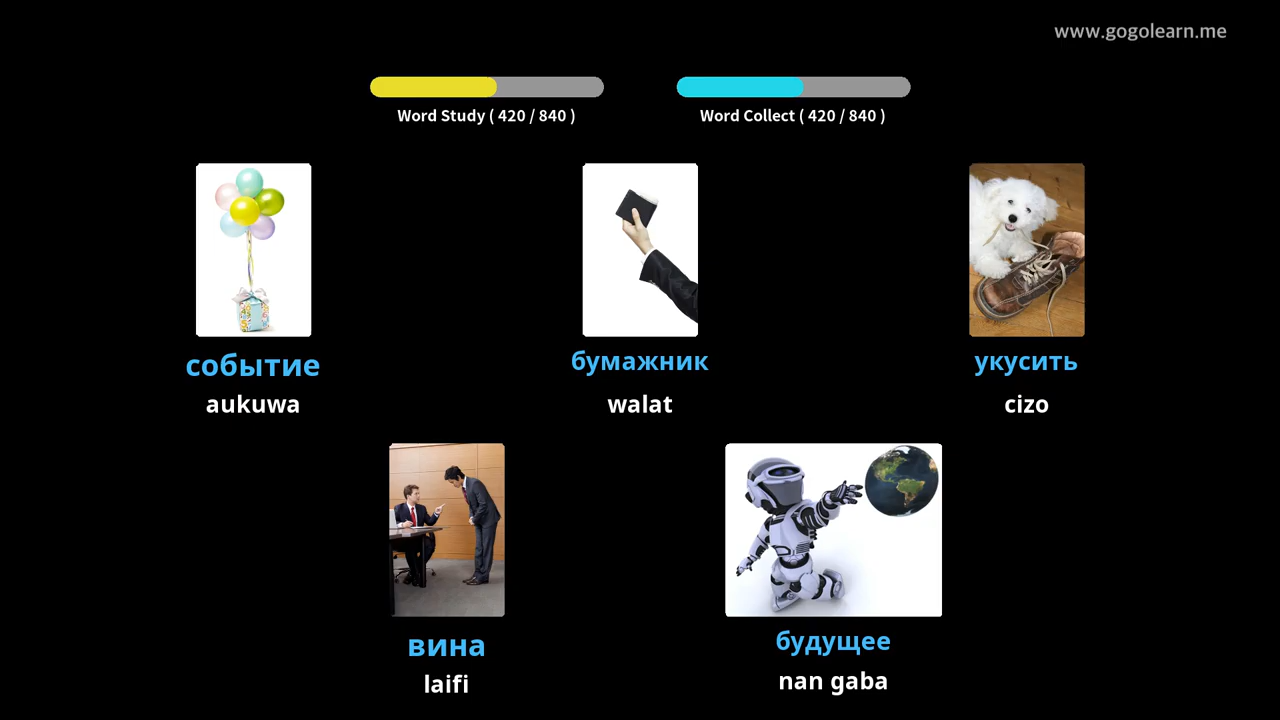 www.gogolearn.me
Word Study ( 420 / 840 )
Word Collect ( 420 / 840 )
событие
aukuwa
бумажник
walat
укусить
cizo
вина
laifi
будущее
nan gaba